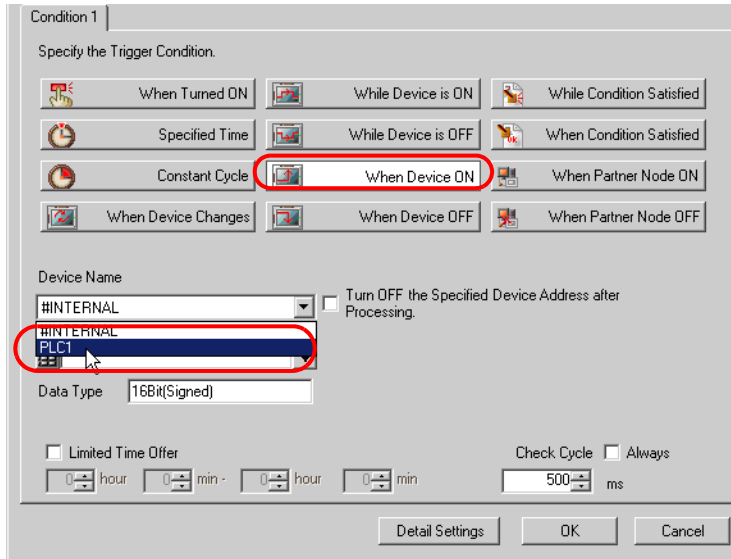 Condition 1
Specify the Trigger Condition.
When Turned ON While Device is ON While Condition Satisfied
Specified Time While Device is OFF When Condition Satisfied
Constant Cycle When Device ON When Partner Node ON
When Device Changes When Device OFF When Partner Node OFF
Device Name
#INTERNAL Turn OFF the Specified Device Address after
Processing.
#INTERNAL
PLC1
Data Type 16Bit(Signed)
Limited Time Offer Check Cycle Always
0 hour 0 min - 0 hour 0 min 500 ms
Detail Settings OK Cancel